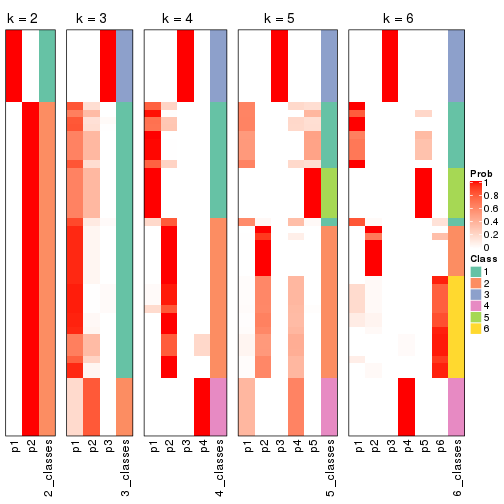 k = 2
k = 3
k = 4
k = 5
k = 6
p1
p2
2_classes
p1
p2
p3
3_classes
p1
p2
p3
p4
4_classes
p1
p2
p3
p4
p5
5_classes
p1
p2
p3
p4
p5
p6
6_classes
Prob
1
0.8
0.6
0.4
0.2
0
Class
1
2
3
4
5
6